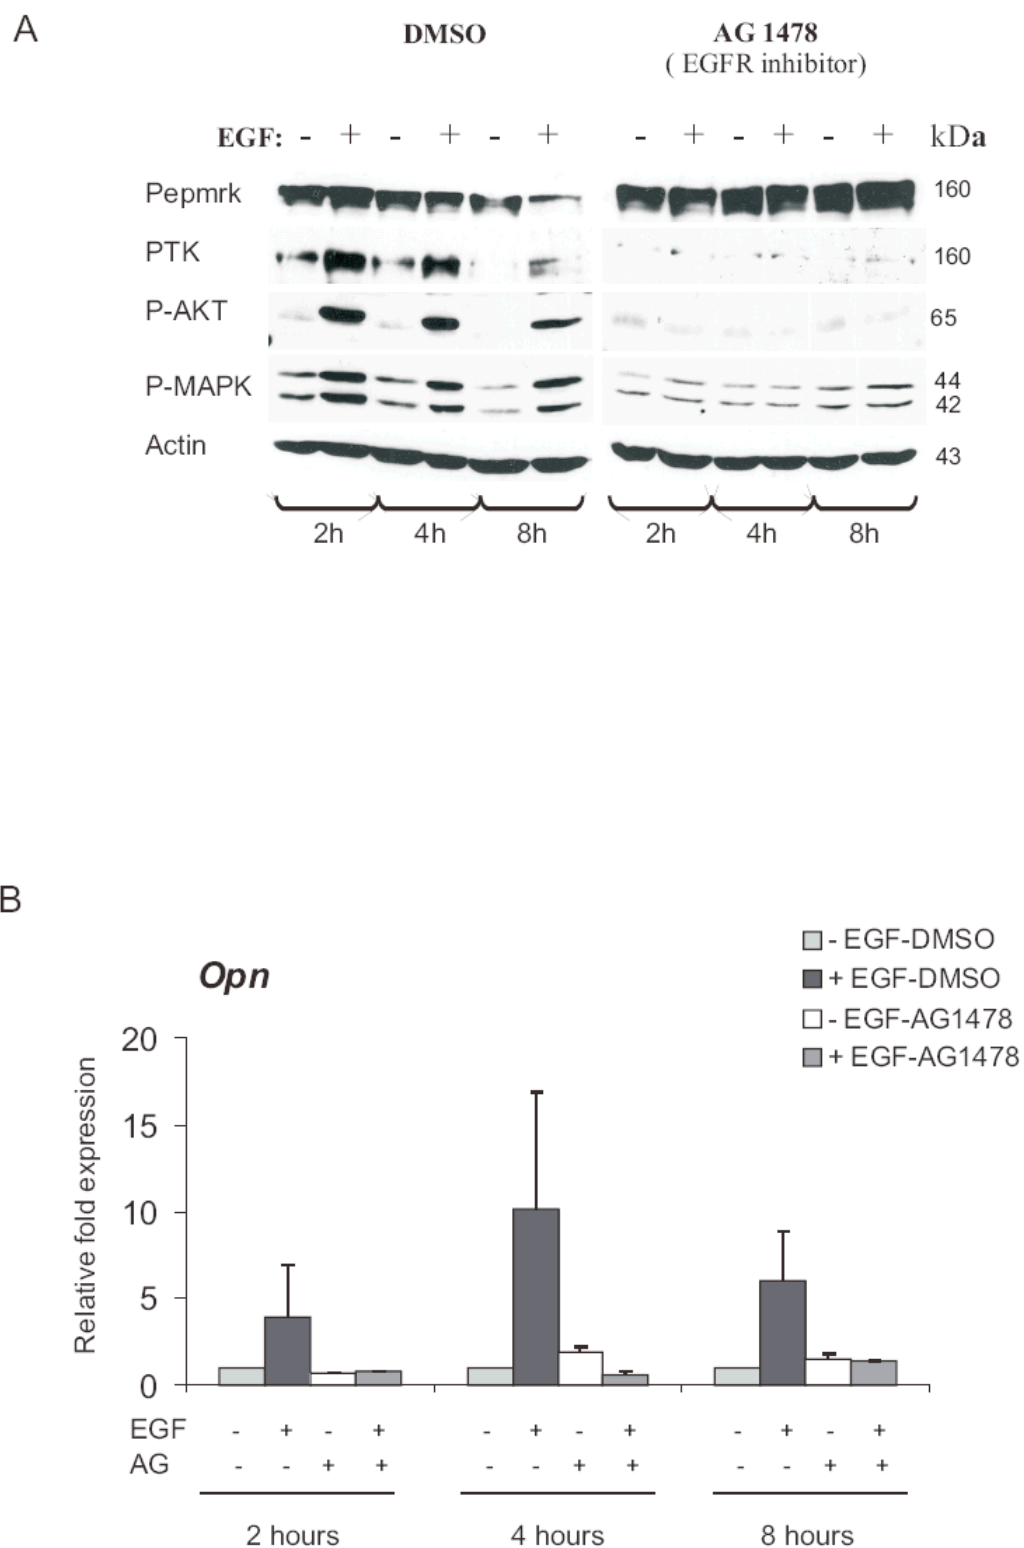 A
DMSO
AG 1478
( EGFR inhibitor)
EGF: - + - + - + - + - + - + kDa
Pepmrk 160
PTK 160
P-AKT 65
P-MAPK 44
42
Actin 43
2h 4h 8h 2h 4h 8h
B
- EGF-DMSO
+ EGF-DMSO
- EGF-AG1478
+ EGF-AG1478
Opn
Relative fold expression
20
15
10
5
0
EGF - + - + - + - + - + - +
AG - - + + - - + + - - + +
2 hours 4 hours 8 hours